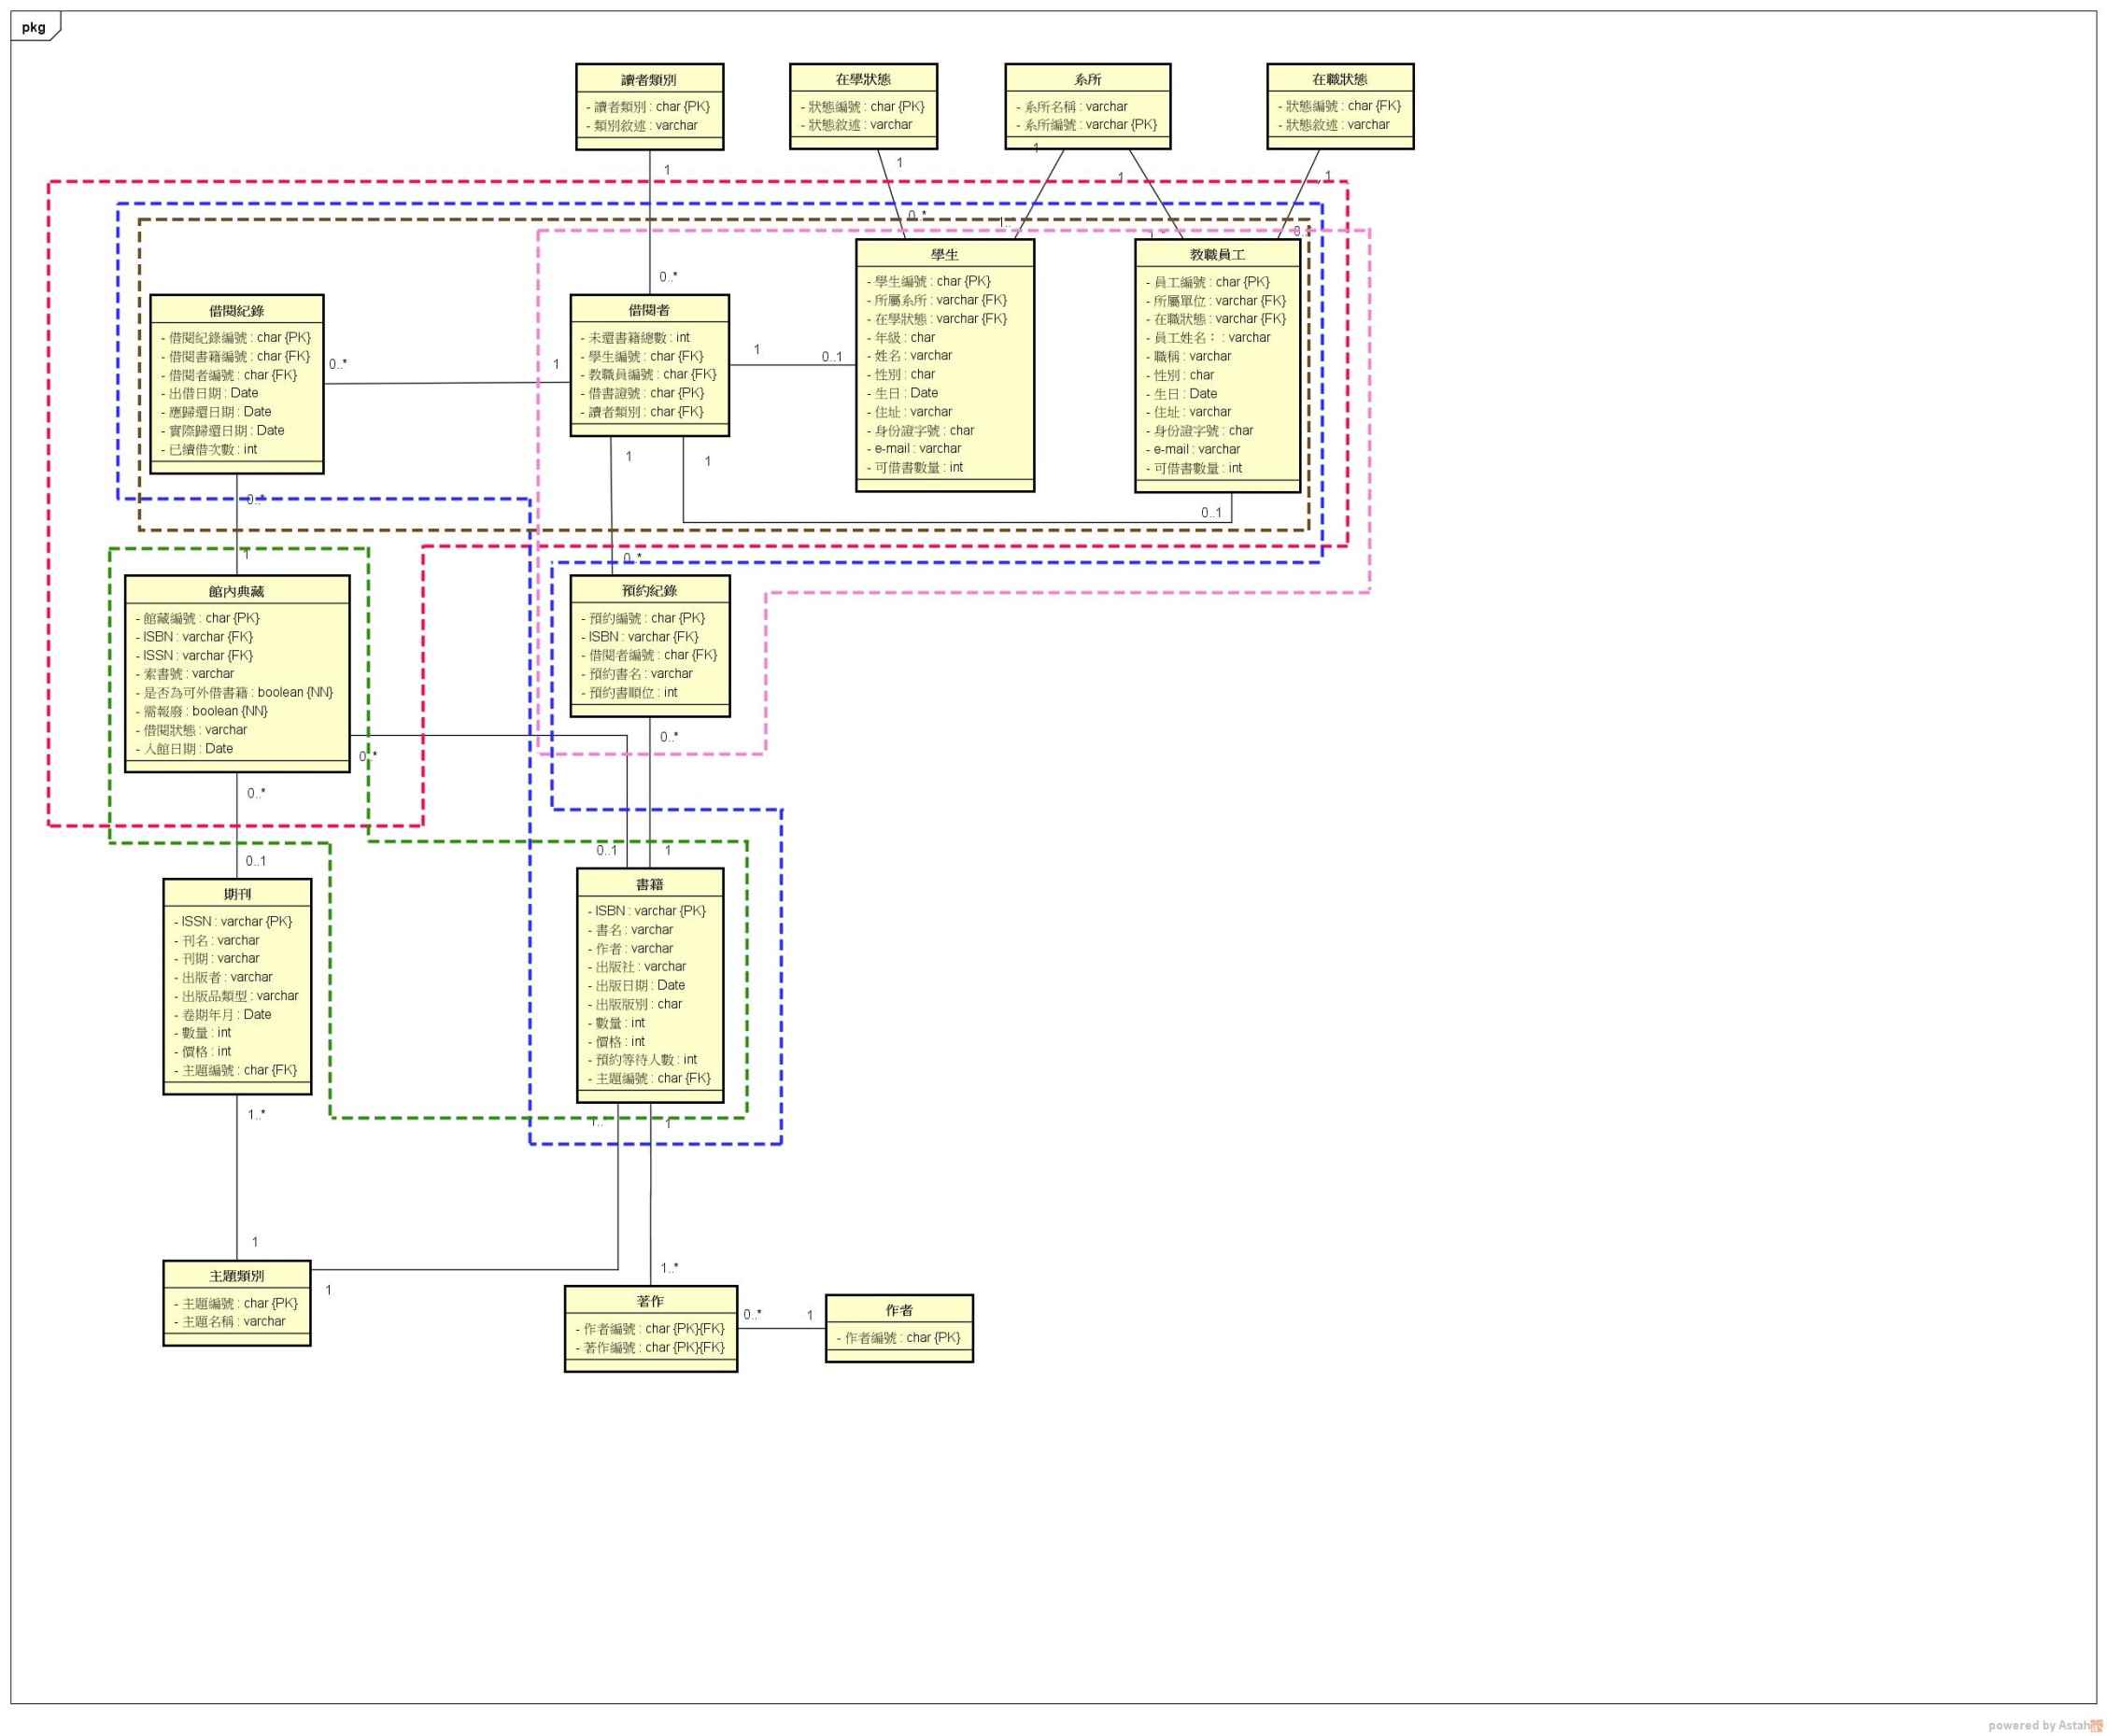 pkg
讀者類別
- 讀者類別 : char {PK}
- 類別敘述 : varchar
在學狀態
- 狀態編號 : char {PK}
- 狀態敘述 : varchar
系所
- 系所名稱 : varchar
- 系所編號 : varchar {PK}
在職狀態
- 狀態編號 : char {FK}
- 狀態敘述 : varchar
1
1
1
1
1
0..*
0..*
借閱紀錄
- 借閱紀錄編號 : char {PK}
- 借閱書籍編號 : char {FK}
- 借閱者編號 : char {FK}
- 出借日期 : Date
- 應歸還日期 : Date
- 實際歸還日期 : Date
- 已續借次數 : int
0..*
1
借閱者
- 未還書籍總數 : int
- 學生編號 : char {FK}
- 教職員編號 : char {FK}
- 借書證號 : char {PK}
- 讀者類別 : char {FK}
1
0..1
學生
- 學生編號 : char {PK}
- 所屬系所 : varchar {FK}
- 在學狀態 : varchar {FK}
- 年級 : char
- 姓名 : varchar
- 性別 : char
- 生日 : Date
- 住址 : varchar
- 身份證字號 : char
- e-mail : varchar
- 可借書數量 : int
教職員工
- 員工編號 : char {PK}
- 所屬單位 : varchar {FK}
- 在職狀態 : varchar {FK}
- 員工姓名： : varchar
- 職稱 : varchar
- 性別 : char
- 生日 : Date
- 住址 : varchar
- 身份證字號 : char
- e-mail : varchar
- 可借書數量 : int
1
1
0..1
0..*
1
0..*
館內典藏
- 館藏編號 : char {PK}
- ISBN : varchar {FK}
- ISSN : varchar {FK}
- 索書號 : varchar
- 是否為可外借書籍 : boolean {NN}
- 需報廢 : boolean {NN}
- 借閱狀態 : varchar
- 入館日期 : Date
預約紀錄
- 預約編號 : char {PK}
- ISBN : varchar {FK}
- 借閱者編號 : char {FK}
- 預約書名 : varchar
- 預約書順位 : int
0..*
0..*
0..*
0..1
0..1
1
期刊
- ISSN : varchar {PK}
- 刊名 : varchar
- 刊期 : varchar
- 出版者 : varchar
- 出版品類型 : varchar
- 卷期年月 : Date
- 數量 : int
- 價格 : int
- 主題編號 : char {FK}
書籍
- ISBN : varchar {PK}
- 書名 : varchar
- 作者 : varchar
- 出版社 : varchar
- 出版日期 : Date
- 出版版別 : char
- 數量 : int
- 價格 : int
- 預約等待人數 : int
- 主題編號 : char {FK}
1..*
1
1
1
1..*
主題類別
- 主題編號 : char {PK}
- 主題名稱 : varchar
著作
- 作者編號 : char {PK}{FK}
- 著作編號 : char {PK}{FK}
0..*
1
作者
- 作者編號 : char {PK}
powered by Astah